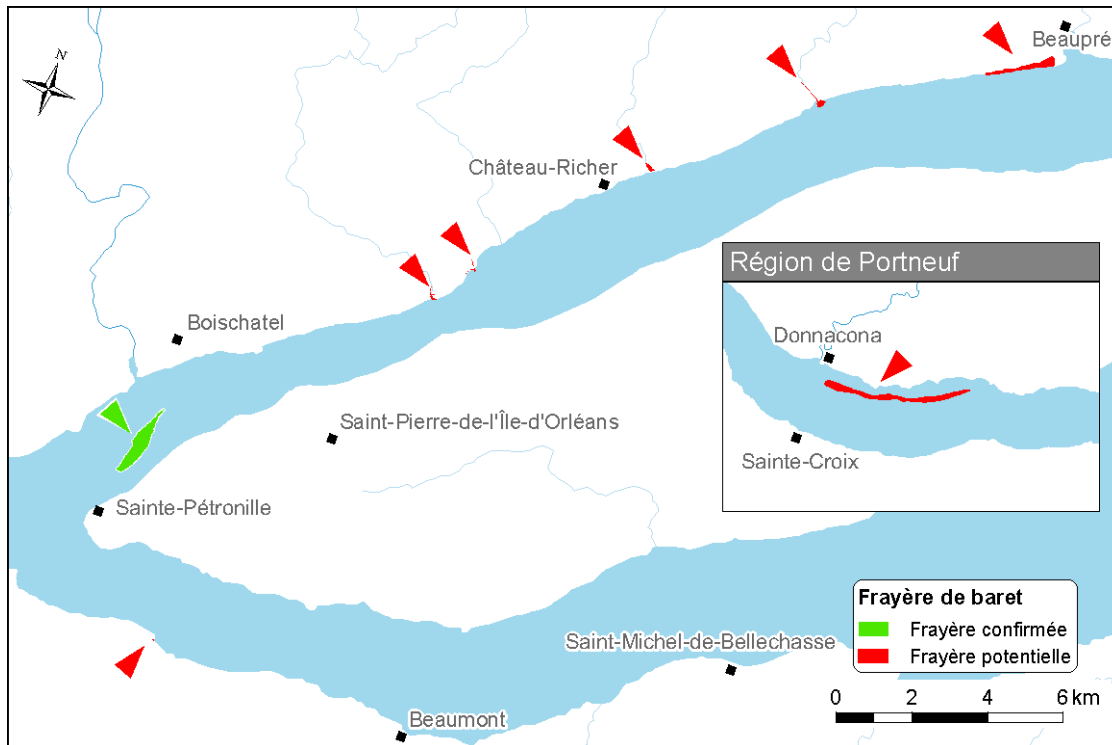 N
Beaupré
Château-Richer
Région de Portneuf
Donnacona
Sainte-Croix
Boischatel
Saint-Pierre-de-l'Île-d'Orléans
Sainte-Pétronille
Saint-Michel-de-Bellechasse
Beaumont
Frayère de baret
Frayère confirmée
Frayère potentielle
0 2 4 6 km